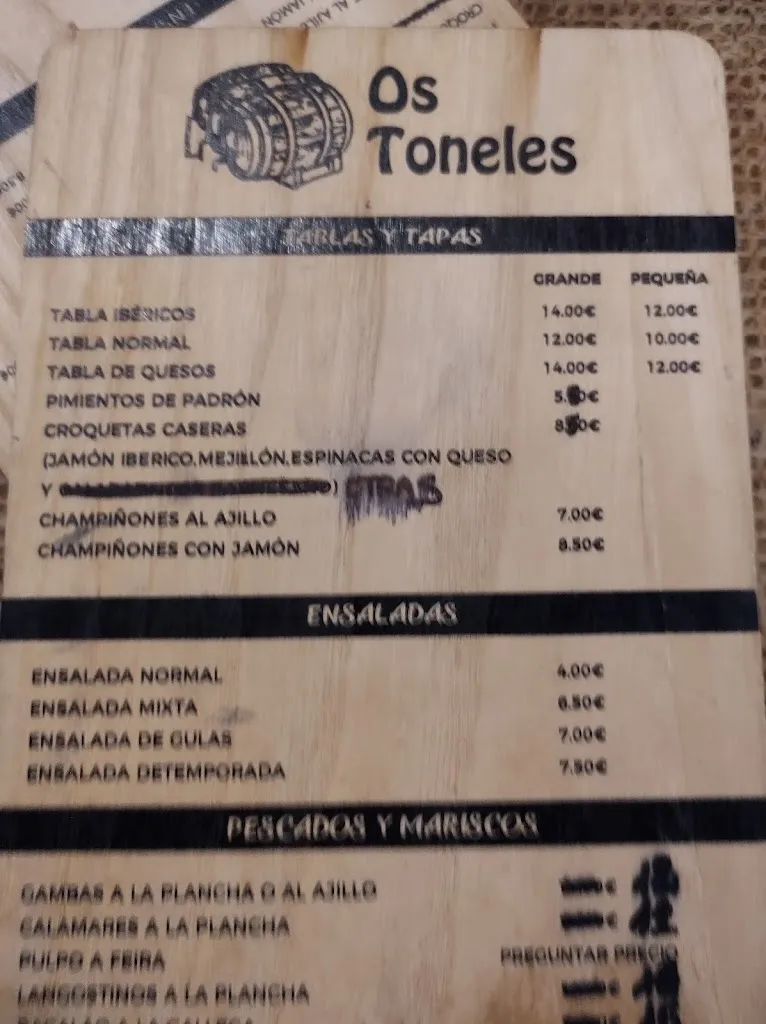 Os
Toneles
TABLAS Y TAPAS
GRANDE PEQUEÑA
TABLA IBÉRICOS 14.00€ 12.00€
TABLA NORMAL 12.00€ 10.00€
TABLA DE QUESOS 14.00€ 12.00€
PIMIENTOS DE PADRÓN
CROQUETAS CASERAS
(JAMÓN IBERICO,MEJILLÓN,ESPINACAS CON QUESO
Y )
CHAMPIÑONES AL AJILLO 7.00€
CHAMPIÑONES CON JAMÓN 8.50€
ENSALADAS
ENSALADA NORMAL 4.00€
ENSALADA MIXTA 6.50€
ENSALADA DE GULAS 7.00€
ENSALADA DETEMPORADA 7.50€
PESCADOS Y MARISCOS
GAMBAS A LA PLANCHA O AL AJILLO €
CALAMARES A LA PLANCHA €
PULPO A FEIRA PREGUNTAR PRECIO
LANGOSTINOS A LA PLANCHA €